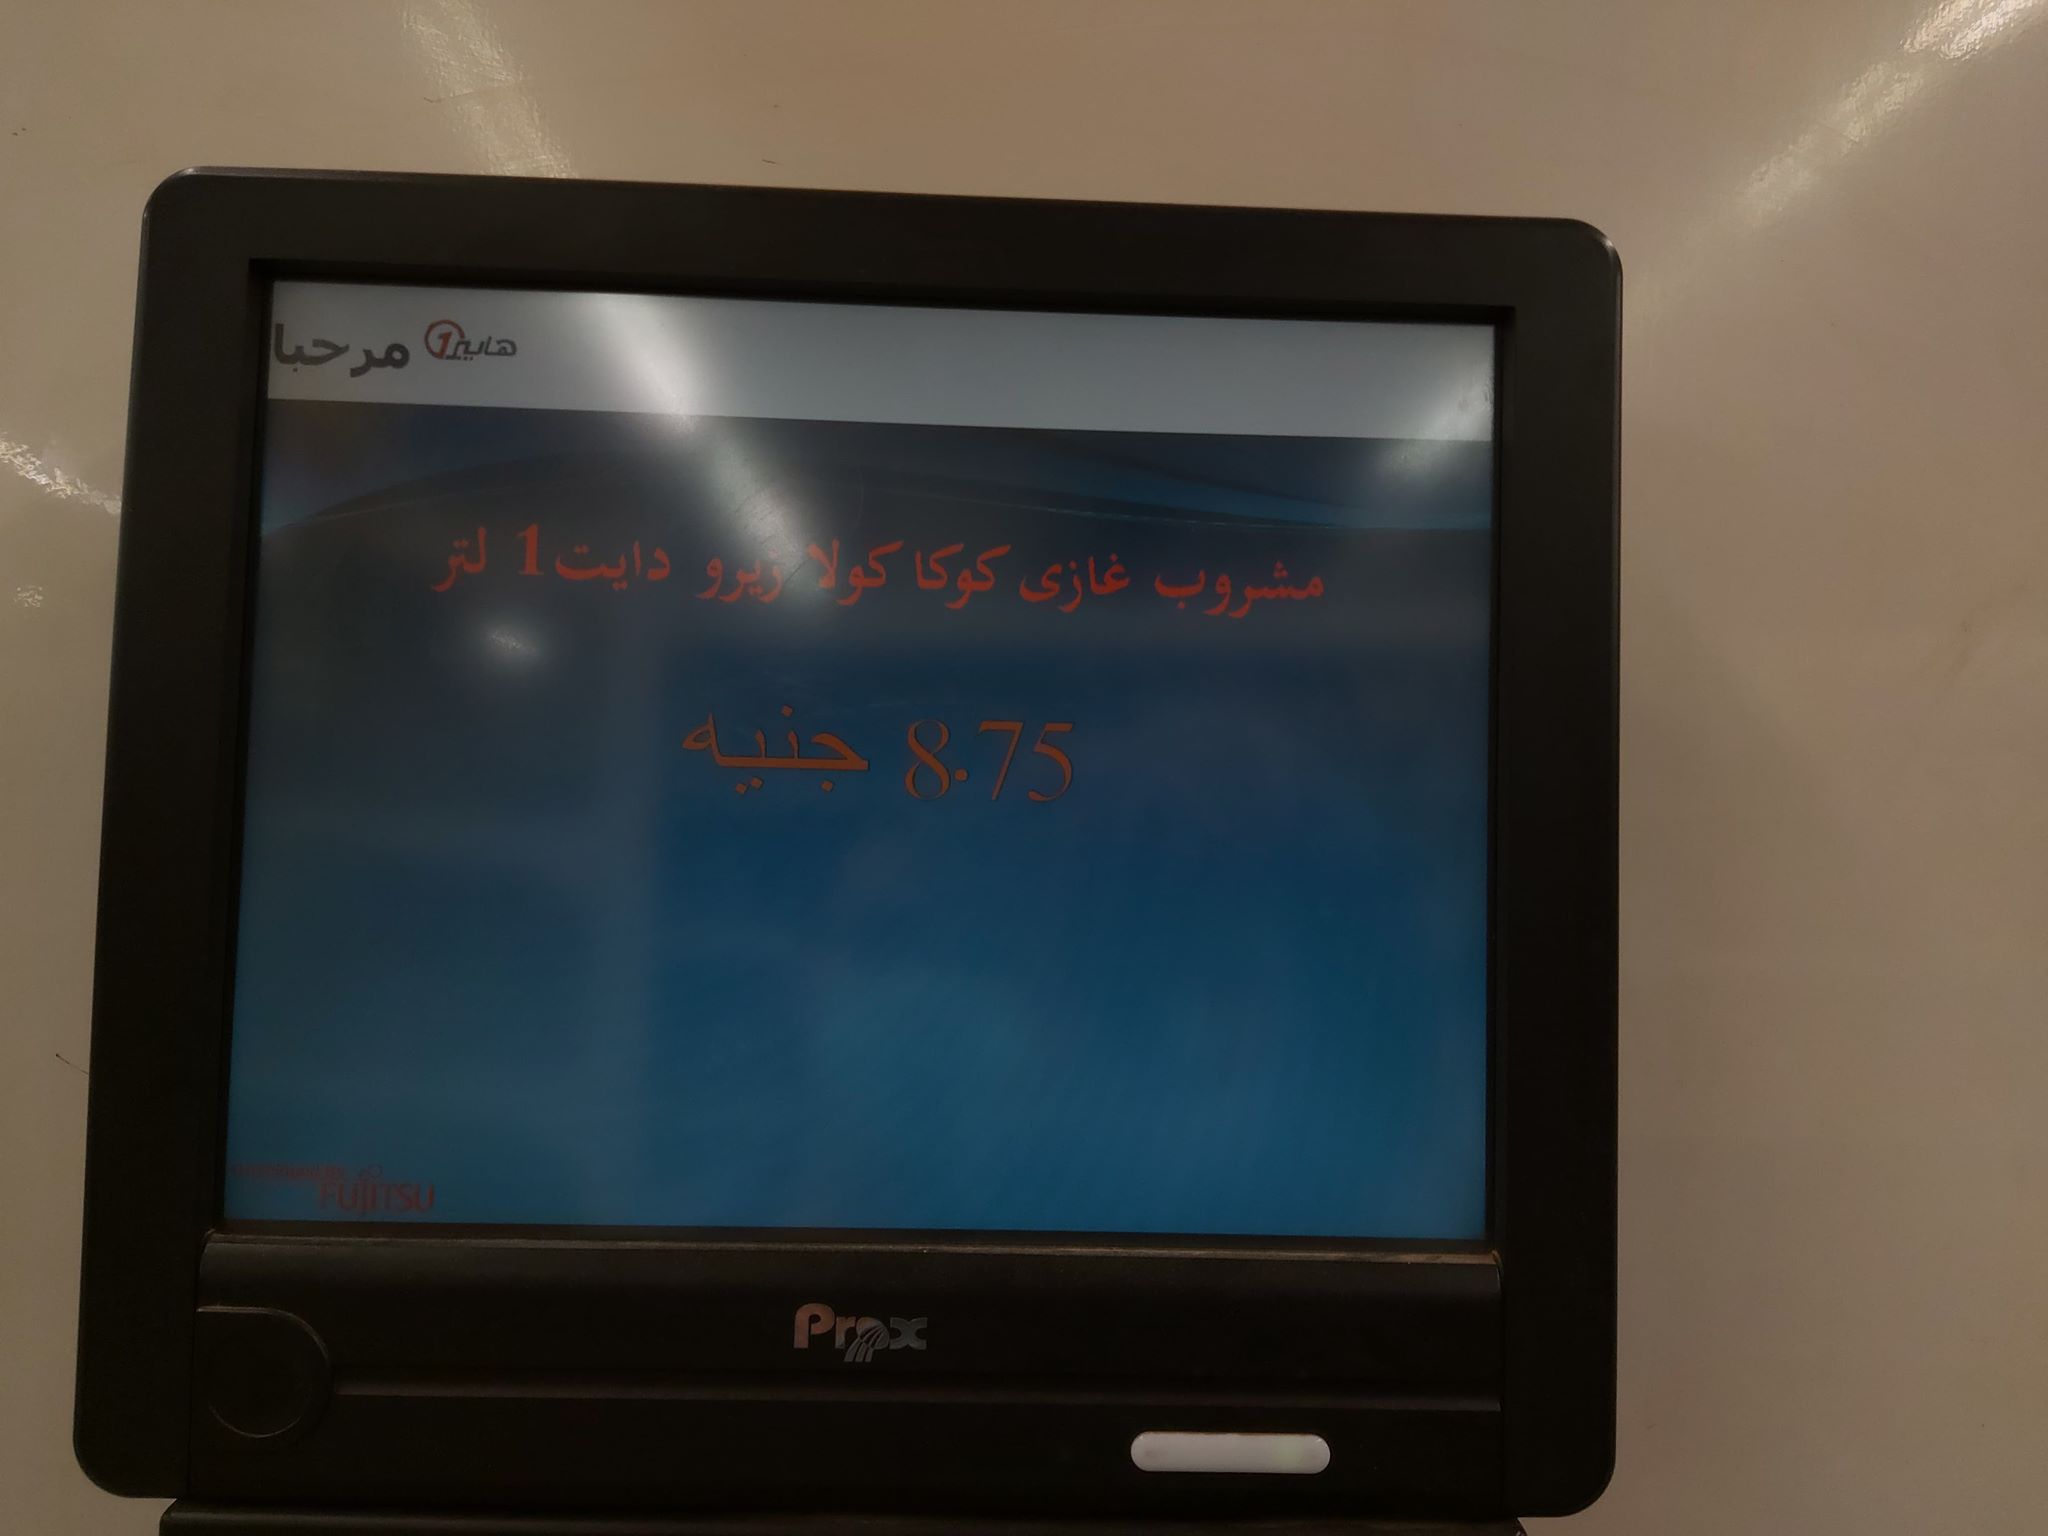 مرحبا هايبر1
مشروب غازى كوكا كولا زيرو دايت1 لتر
8.75 جنيه
FUJITSU
Prox